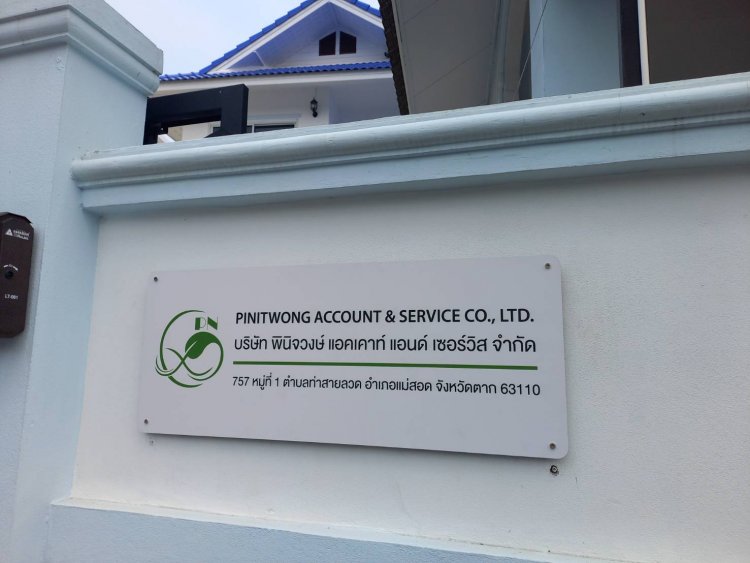 PN
PINITWONG ACCOUNT & SERVICE CO., LTD.
บริษัท พินิจวงษ์ แอคเคาท์ แอนด์ เซอร์วิส จำกัด
757 หมู่ที่ 1 ตำบลท่าสายลวด อำเภอแม่สอด จังหวัดตาก 63110
LT-001